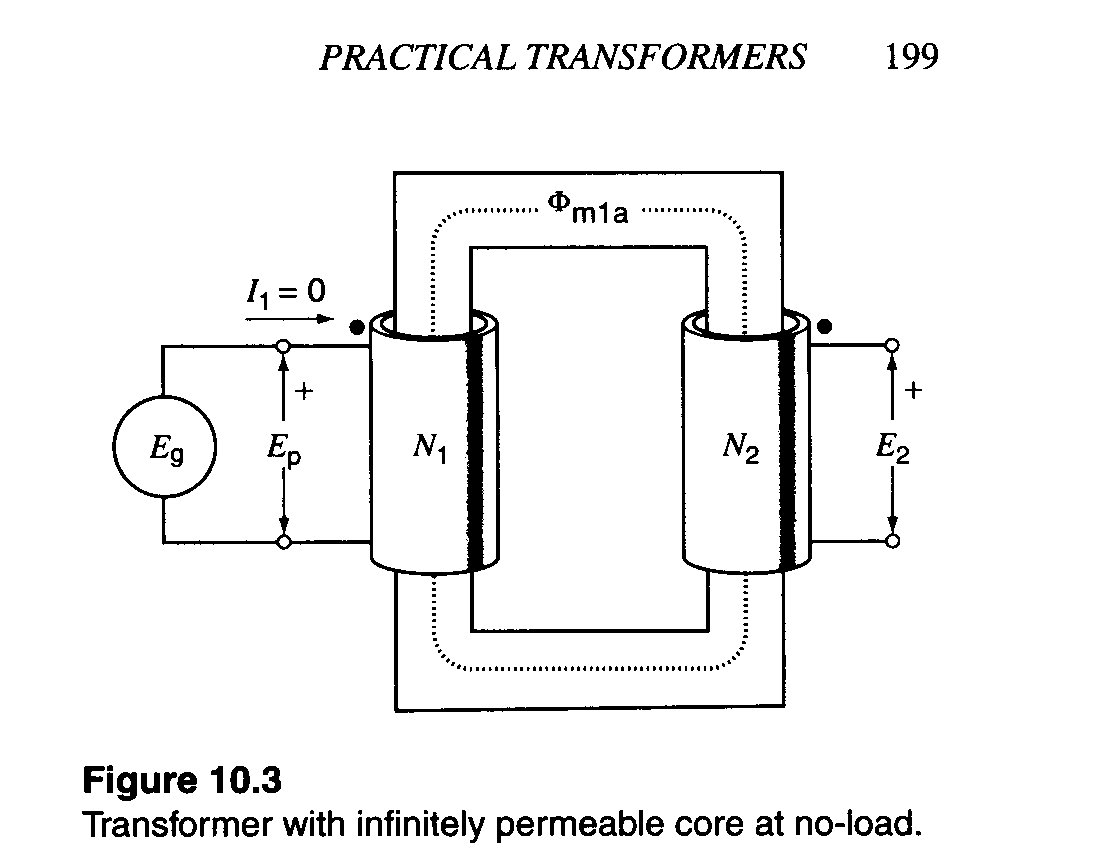 PRACTICAL TRANSFORMERS 199
Φm1a
I1 = 0
+ +
Eg Ep N1 N2 E2
Figure 10.3
Transformer with infinitely permeable core at no-load.